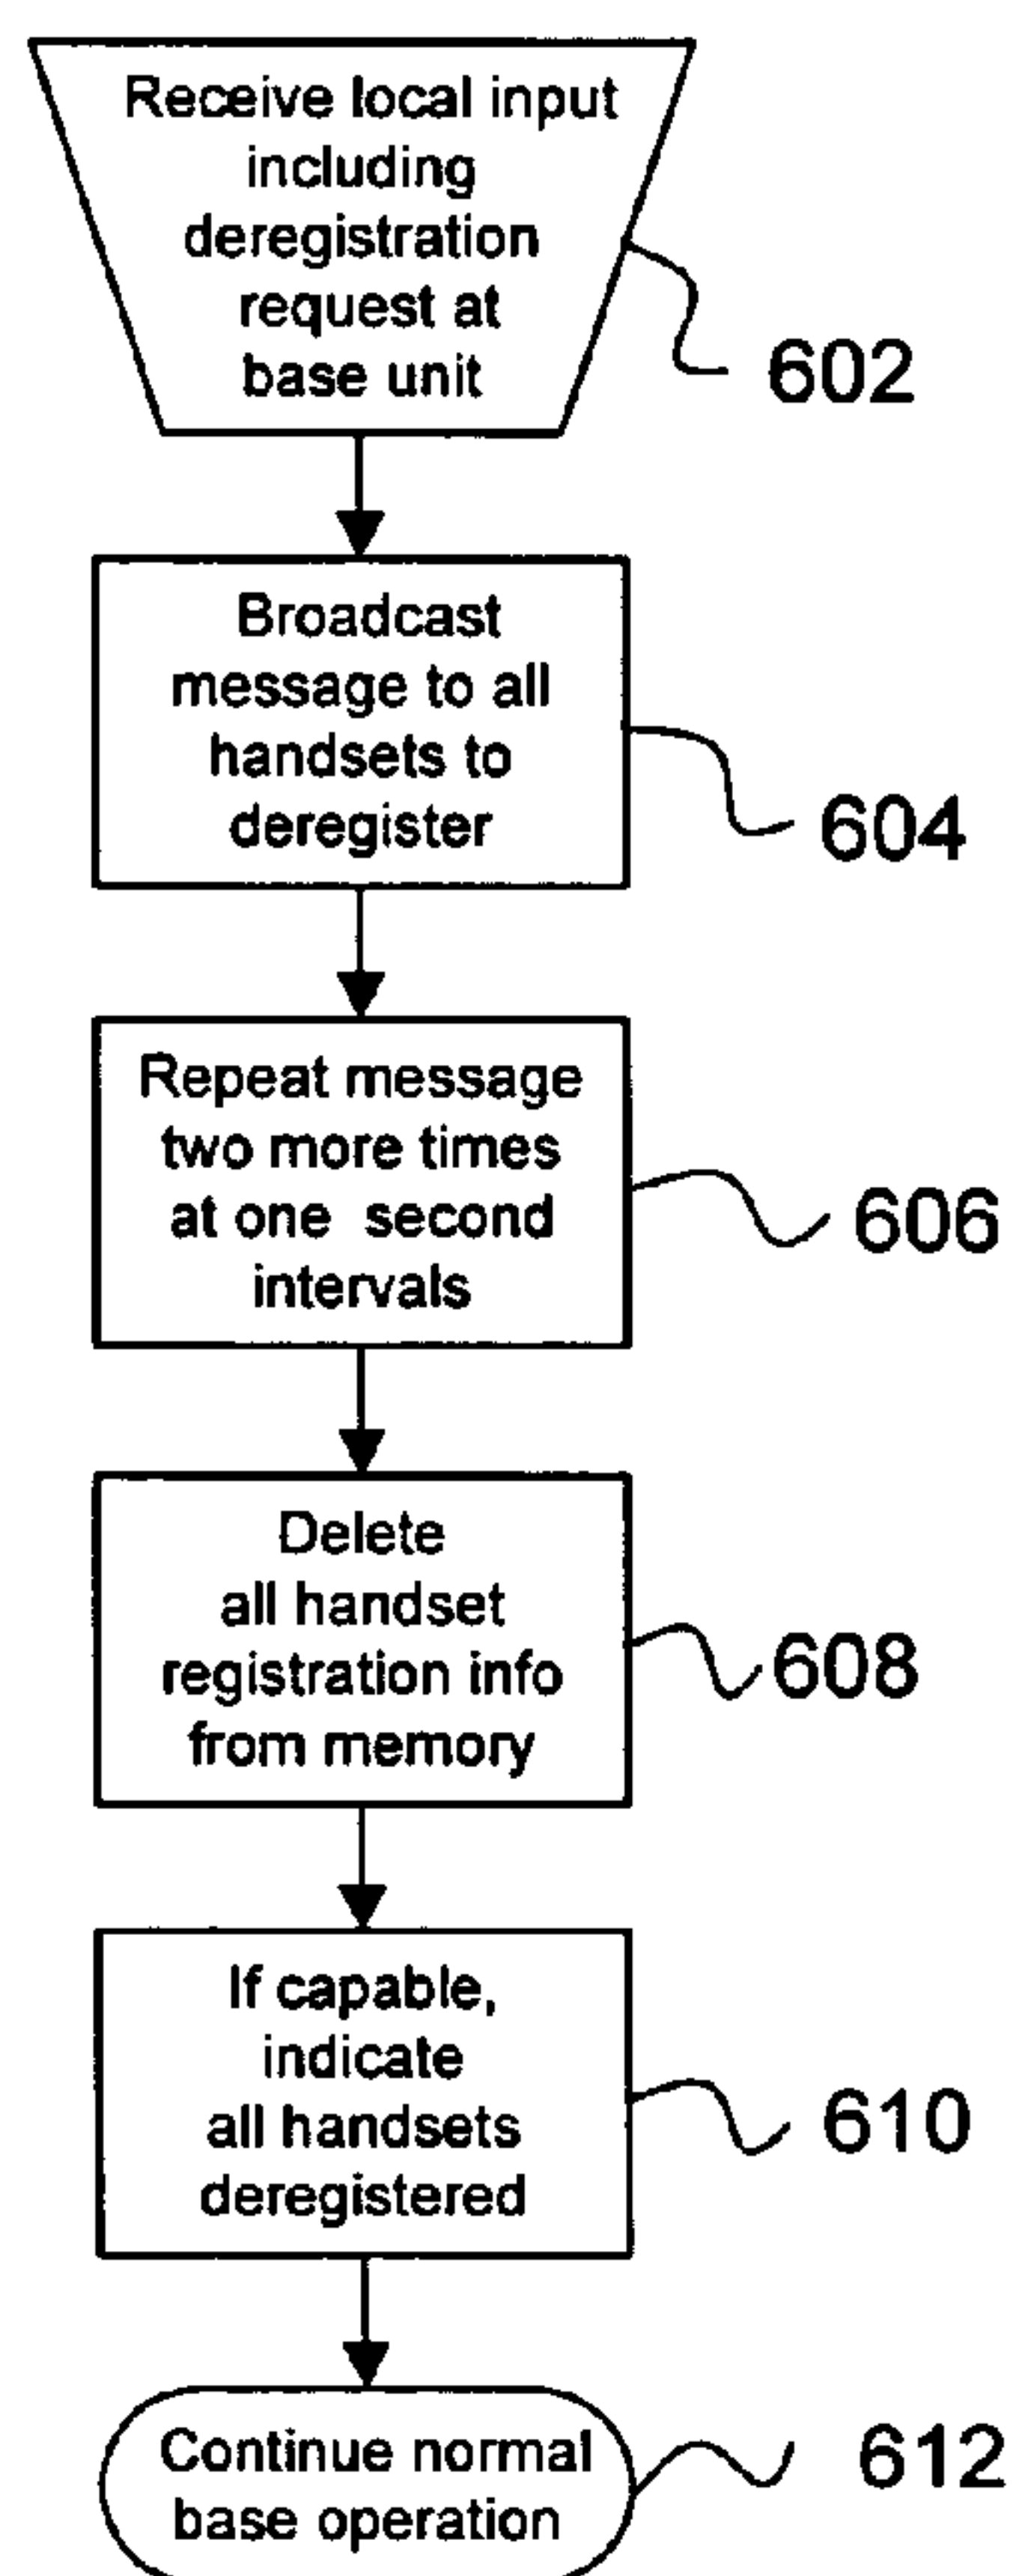 Receive local input
including
deregistration
request at
base unit
602
Broadcast
message to all
handsets to
deregister
604
Repeat message
two more times
at one second
intervals
606
Delete
all handset
registration info
from memory
608
If capable,
indicate
all handsets
deregistered
610
Continue normal
base operation
612